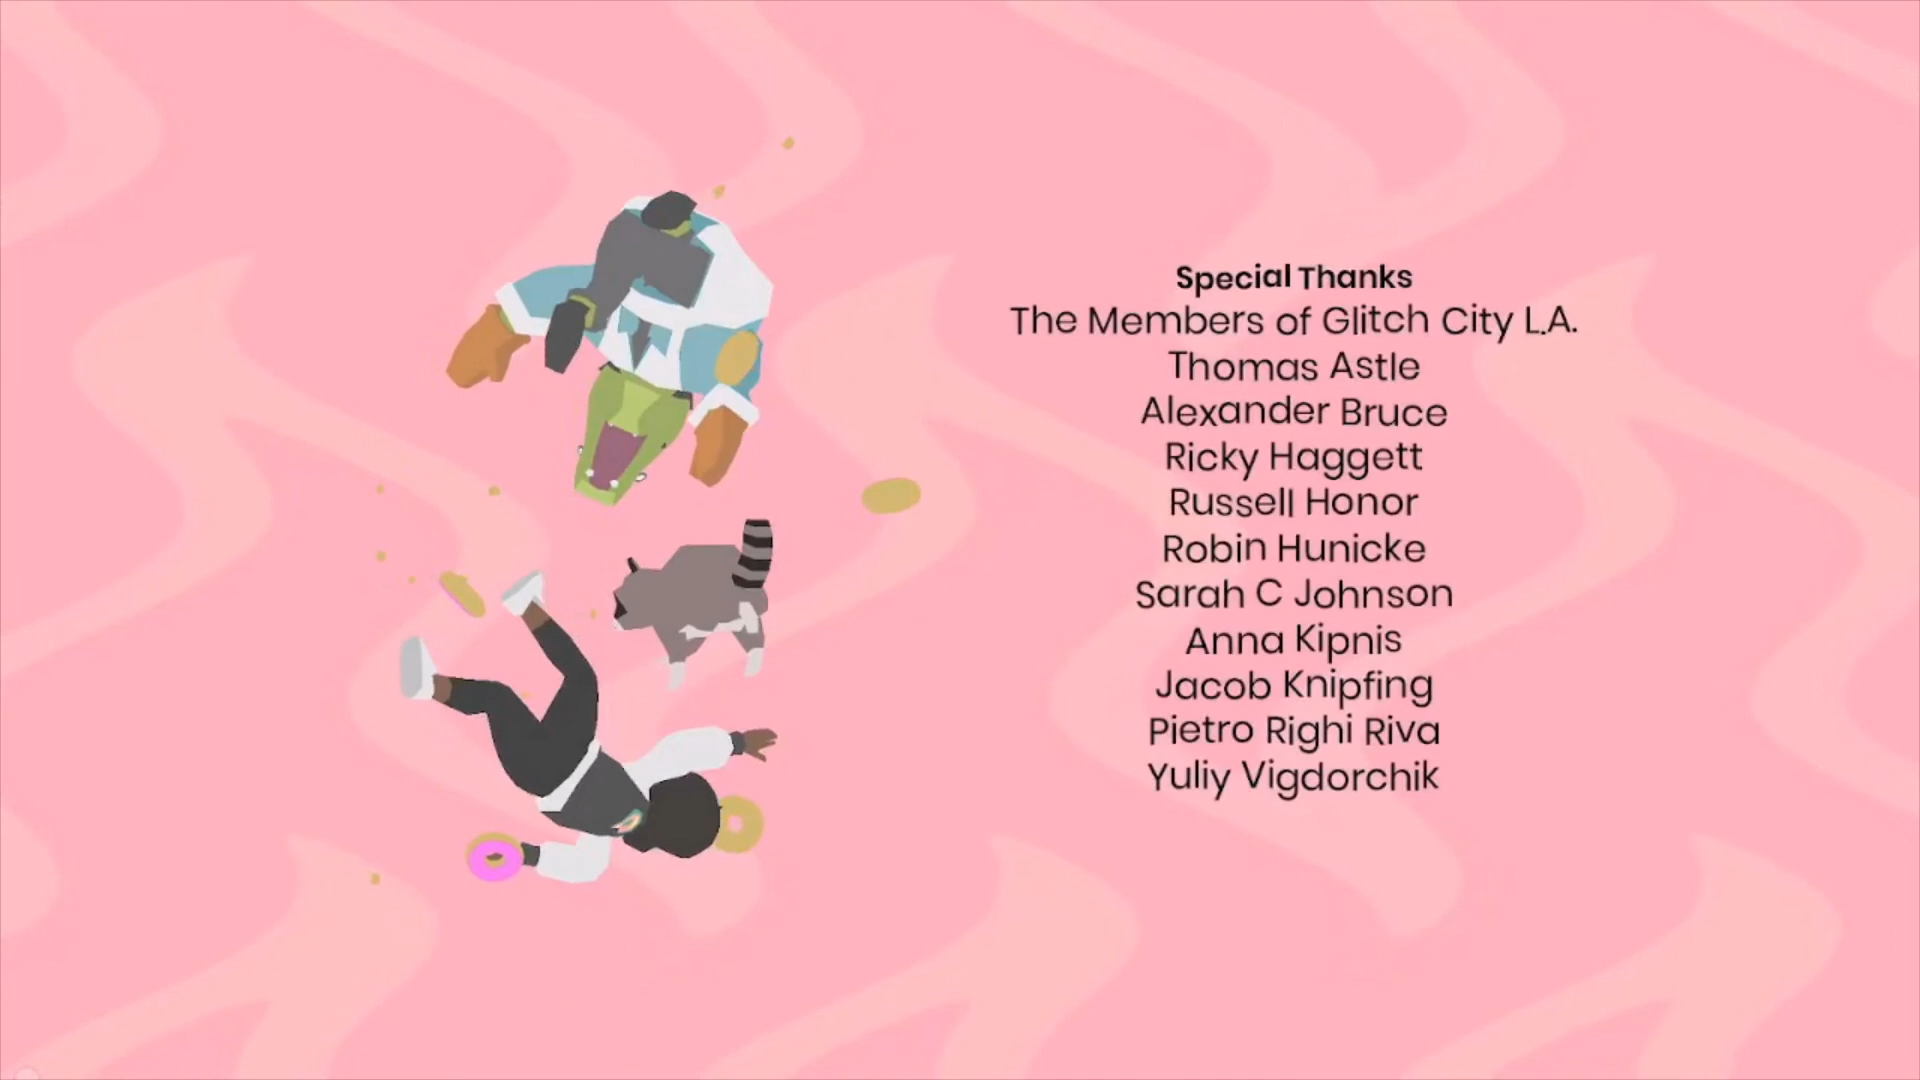 Special Thanks
The Members of Glitch City L.A.
Thomas Astle
Alexander Bruce
Ricky Haggett
Russell Honor
Robin Hunicke
Sarah C Johnson
Anna Kipnis
Jacob Knipfing
Pietro Righi Riva
Yuliy Vigdorchik